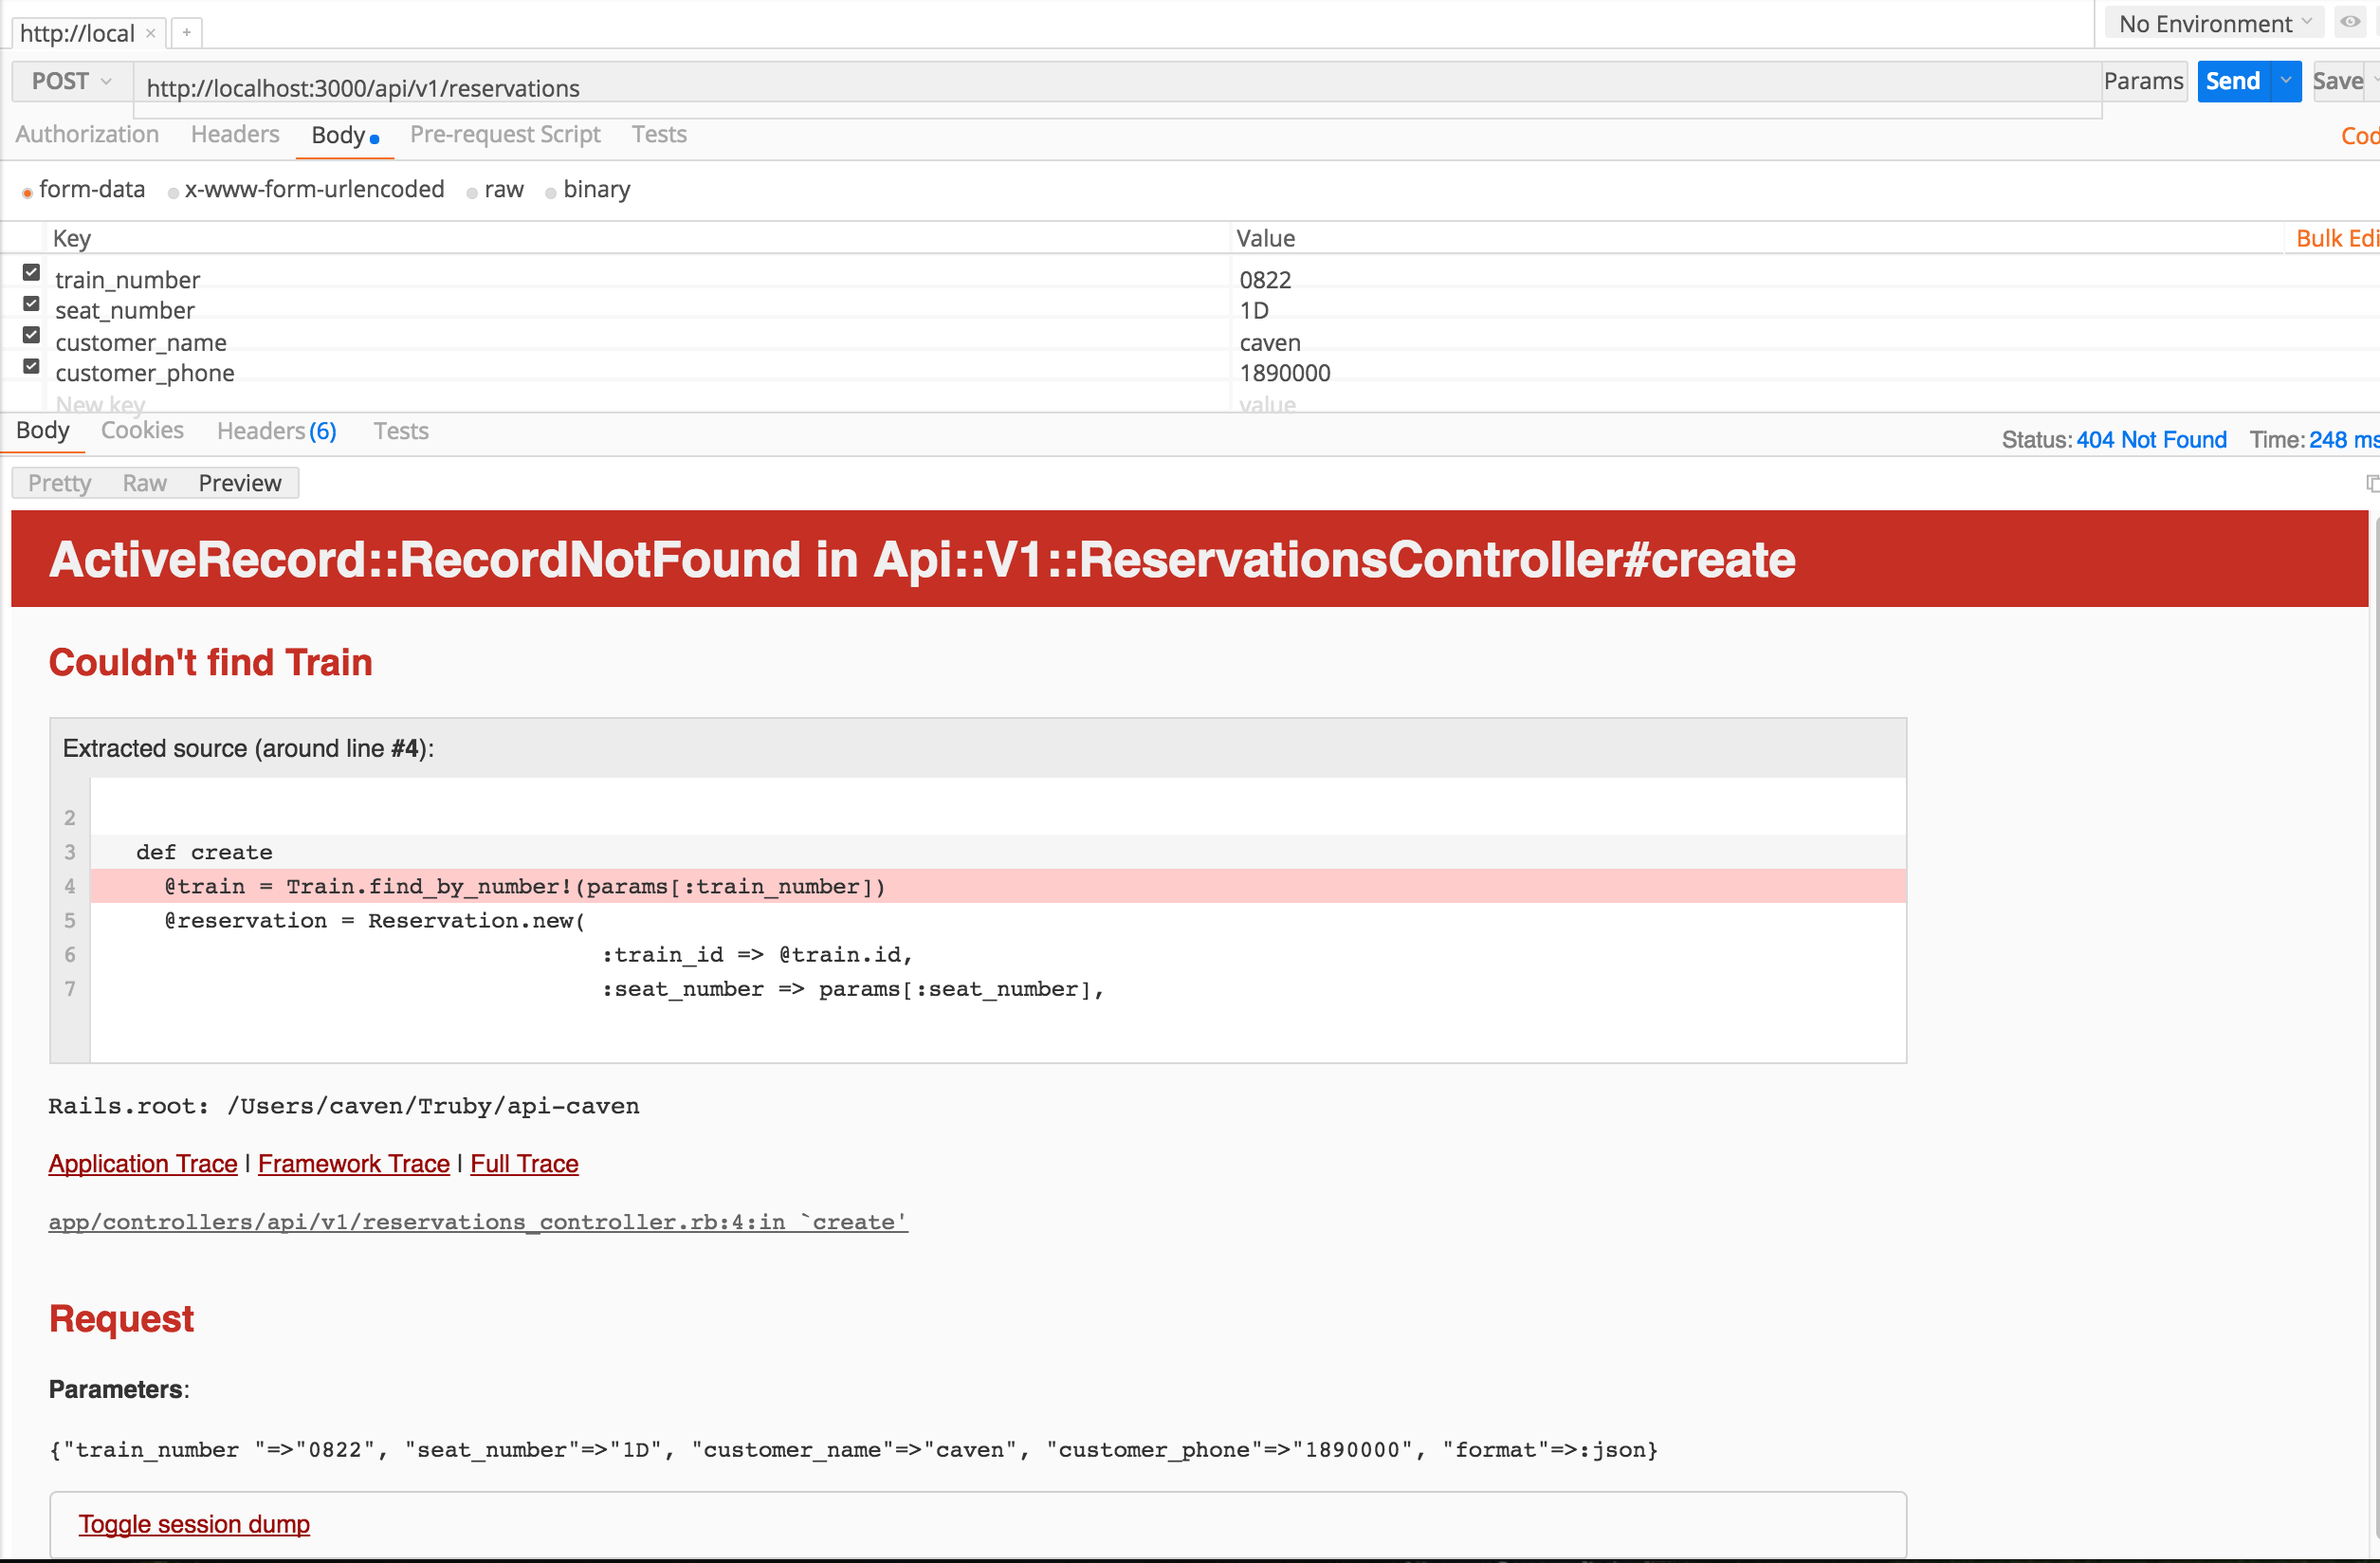 http://local × +
No Environment
POST http://localhost:3000/api/v1/reservations Params Send Save
Authorization Headers Body Pre-request Script Tests Cod
form-data x-www-form-urlencoded raw binary
Key Value Bulk Edi
train_number 0822
seat_number 1D
customer_name caven
customer_phone 1890000
New key value
Body Cookies Headers (6) Tests Status: 404 Not Found Time: 248 ms
Pretty Raw Preview
ActiveRecord::RecordNotFound in Api::V1::ReservationsController#create
Couldn't find Train
Extracted source (around line #4):
2
3 def create
4 @train = Train.find_by_number!(params[:train_number])
5 @reservation = Reservation.new(
6 :train_id => @train.id,
7 :seat_number => params[:seat_number],
Rails.root: /Users/caven/Truby/api-caven
Application Trace | Framework Trace | Full Trace
app/controllers/api/v1/reservations_controller.rb:4:in `create'
Request
Parameters:
{"train_number "=>"0822", "seat_number"=>"1D", "customer_name"=>"caven", "customer_phone"=>"1890000", "format"=>:json}
Toggle session dump